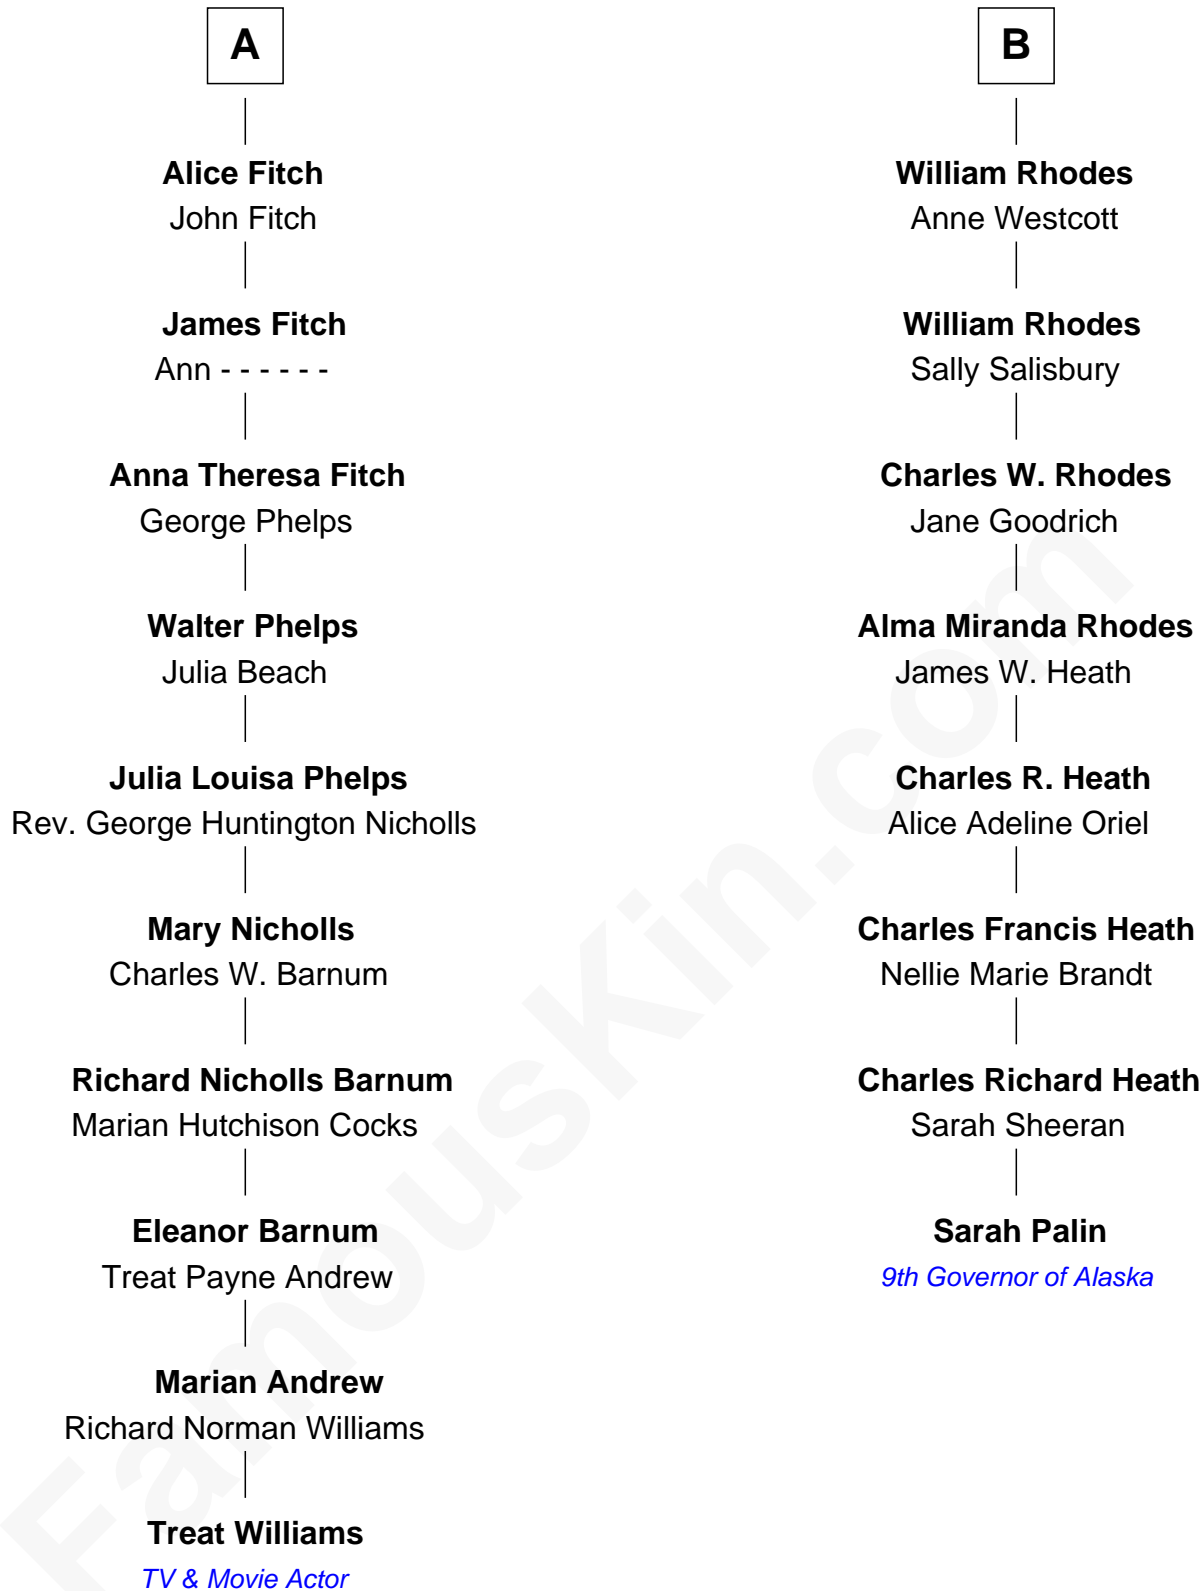 A
Alice Fitch
John Fitch
James Fitch
Ann - - - - - -
Anna Theresa Fitch
George Phelps
Walter Phelps
Julia Beach
Julia Louisa Phelps
Rev. George Huntington Nicholls
Mary Nicholls
Charles W. Barnum
Richard Nicholls Barnum
Marian Hutchison Cocks
Eleanor Barnum
Treat Payne Andrew
Marian Andrew
Richard Norman Williams
Treat Williams
TV & Movie Actor
B
William Rhodes
Anne Westcott
William Rhodes
Sally Salisbury
Charles W. Rhodes
Jane Goodrich
Alma Miranda Rhodes
James W. Heath
Charles R. Heath
Alice Adeline Oriel
Charles Francis Heath
Nellie Marie Brandt
Charles Richard Heath
Sarah Sheeran
Sarah Palin
9th Governor of Alaska
FamousKin.com